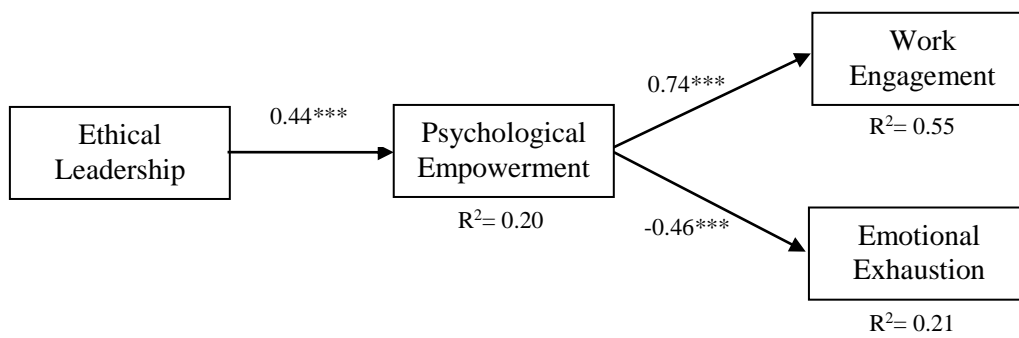 Ethical
Leadership
0.44***
Psychological
Empowerment
R²= 0.20
0.74***
Work
Engagement
R²= 0.55
-0.46***
Emotional
Exhaustion
R²= 0.21